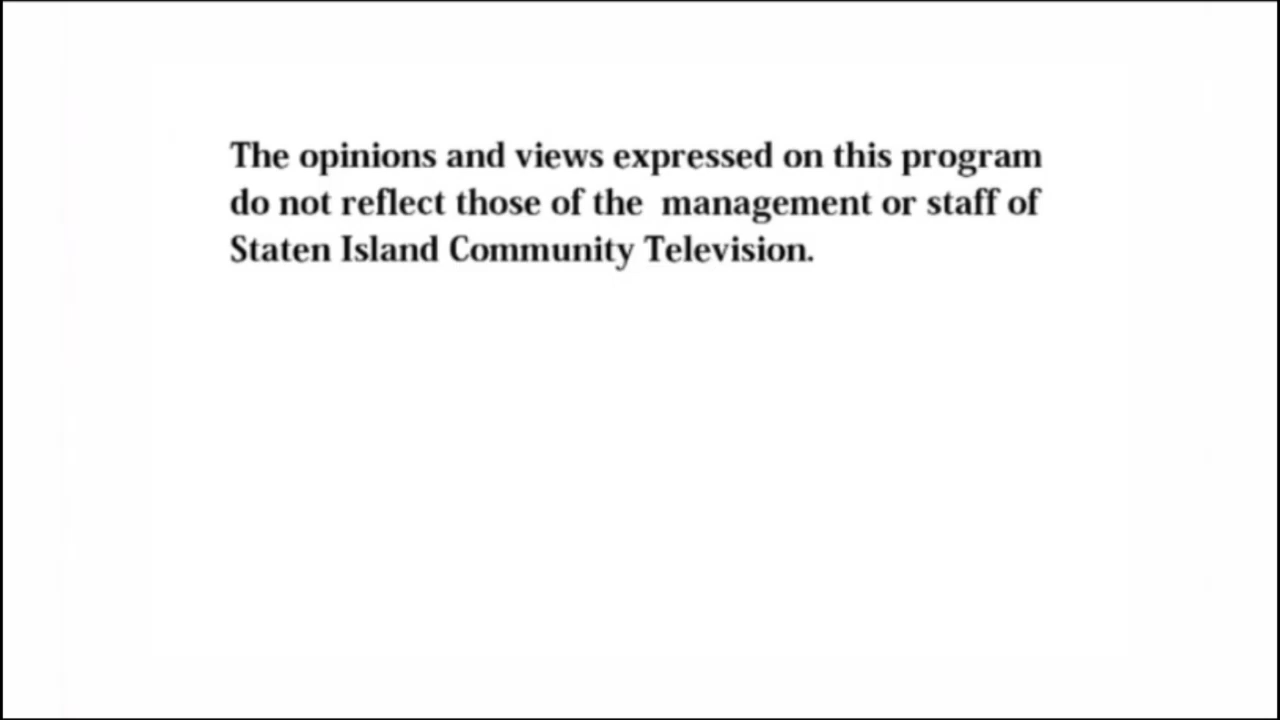 The opinions and views expressed on this program
do not reflect those of the  management or staff of
Staten Island Community Television.